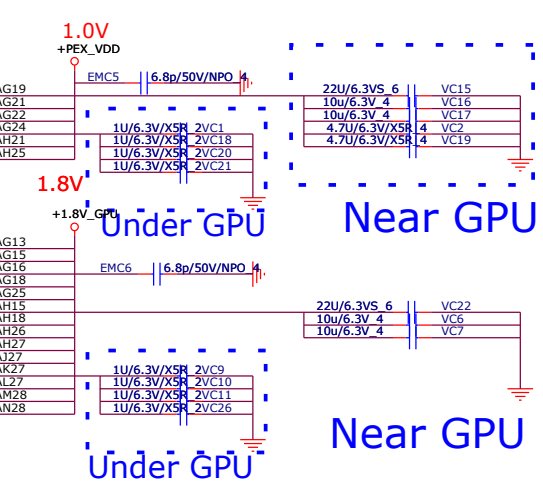 1.0V
+PEX_VDD
EMC5 6.8p/50V/NPO_4
AG19 22U/6.3VS_6 VC15
AG21 10u/6.3V_4 VC16
AG22 10u/6.3V_4 VC17
AG24 1U/6.3V/X5R_2 VC1 4.7U/6.3V/X5R_4 VC2
AH21 1U/6.3V/X5R_2 VC18 4.7U/6.3V/X5R_4 VC19
AH25 1U/6.3V/X5R_2 VC20
1U/6.3V/X5R_2 VC21
1.8V
+1.8V_GPU
Under GPU Near GPU
AG13
AG15
AG16 EMC6 6.8p/50V/NPO_4
AG18
AG25
AH15 22U/6.3VS_6 VC22
AH18 10u/6.3V_4 VC6
AH26 10u/6.3V_4 VC7
AH27
AJ27
AK27 1U/6.3V/X5R_2 VC9
AL27 1U/6.3V/X5R_2 VC10
AM28 1U/6.3V/X5R_2 VC11
AN28 1U/6.3V/X5R_2 VC26
Near GPU
Under GPU